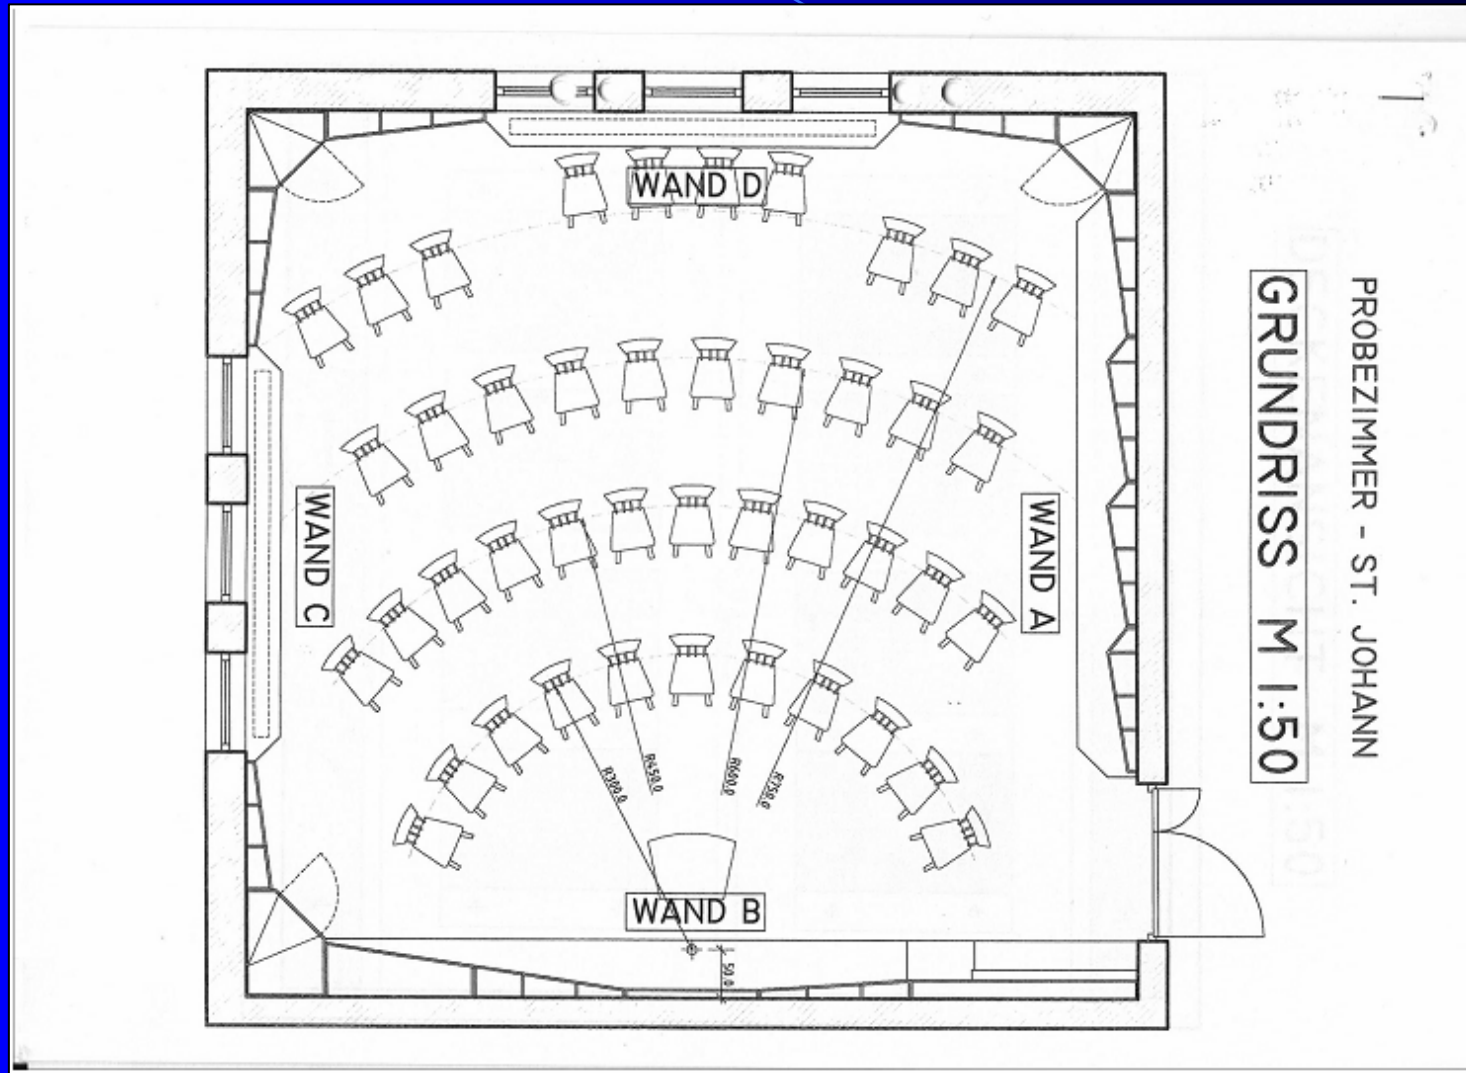 PROBEZIMMER - ST. JOHANN
GRUNDRISS M 1:50
WAND D
WAND C
WAND A
R300.0
R450.0
R600.0
R750.0
WAND B
50.0